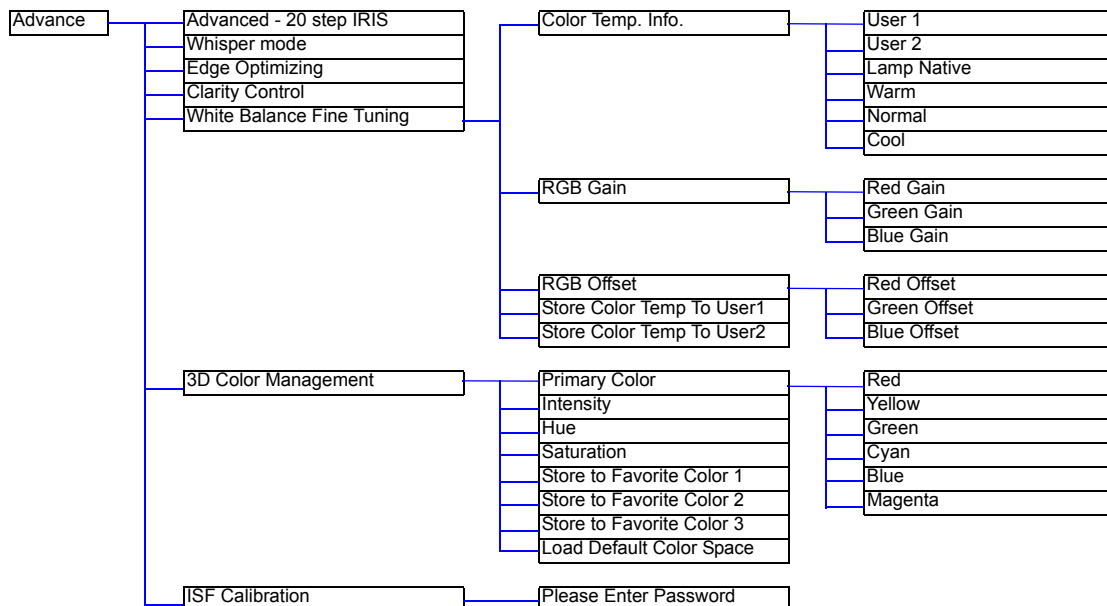 Advance
Advanced - 20 step IRIS
Whisper mode
Edge Optimizing
Clarity Control
White Balance Fine Tuning
Color Temp. Info.
User 1
User 2
Lamp Native
Warm
Normal
Cool
RGB Gain
Red Gain
Green Gain
Blue Gain
RGB Offset
Store Color Temp To User1
Store Color Temp To User2
Red Offset
Green Offset
Blue Offset
3D Color Management
Primary Color
Intensity
Hue
Saturation
Store to Favorite Color 1
Store to Favorite Color 2
Store to Favorite Color 3
Load Default Color Space
Red
Yellow
Green
Cyan
Blue
Magenta
ISF Calibration
Please Enter Password